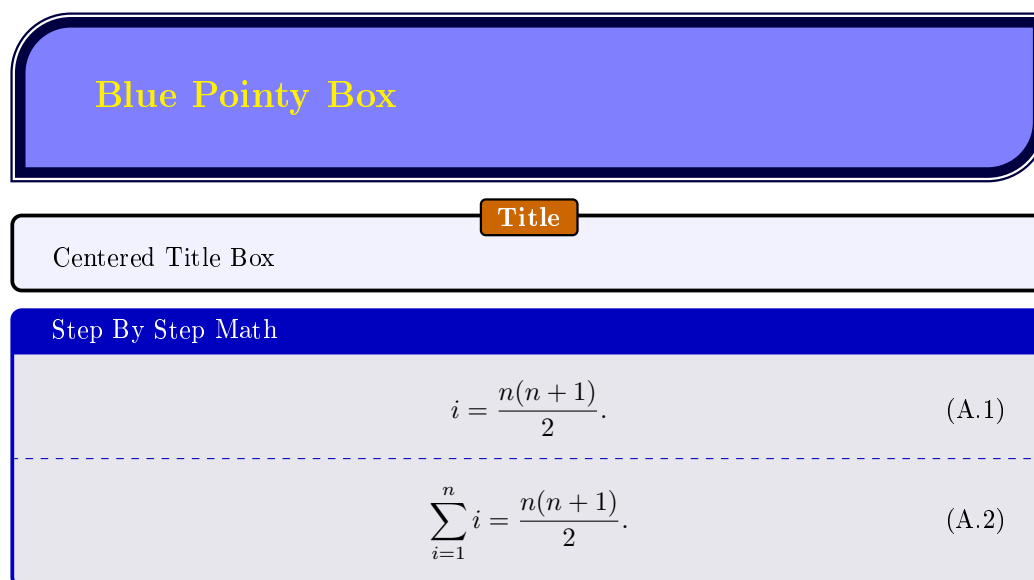 Blue Pointy Box
Title
Centered Title Box
Step By Step Math
i = n(n + 1)/2. (A.1)
∑_{i=1}^{n} i = n(n + 1)/2. (A.2)